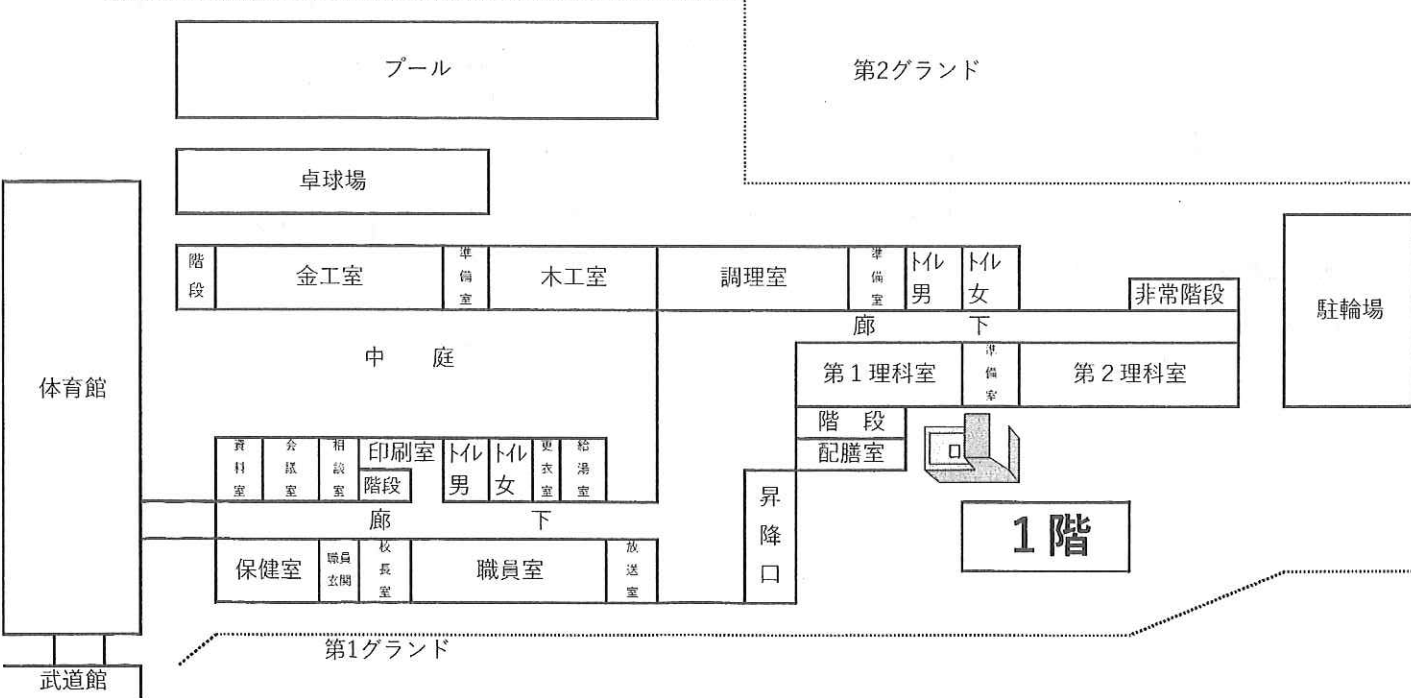 プール
第2グランド
卓球場
階段
金工室
準備室
木工室
調理室
準備室
トイレ男
トイレ女
非常階段
駐輪場
廊下
中庭
体育館
第1理科室
準備室
第2理科室
階段
配膳室
資料室
会議室
相談室
印刷室
階段
トイレ男
トイレ女
更衣室
給湯室
昇降口
廊下
1階
保健室
職員玄関
校長室
職員室
放送室
第1グランド
武道館